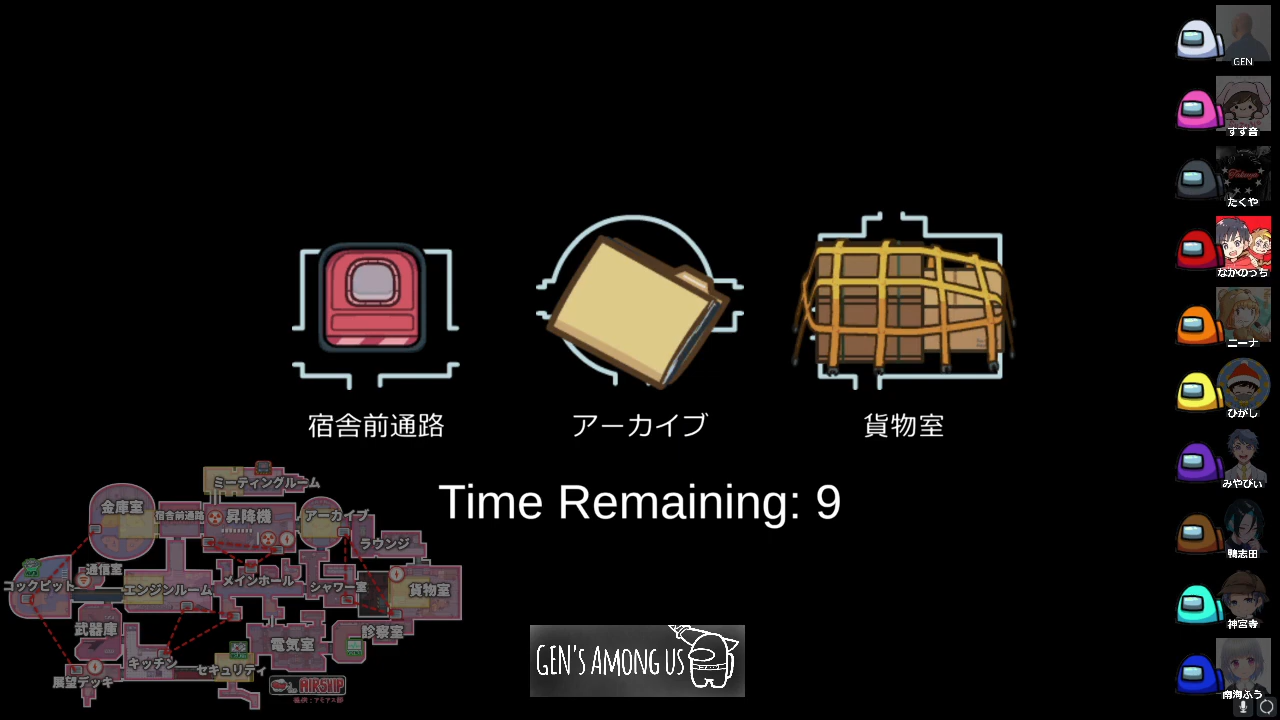 GEN
すず音
たくや
なかのっち
ニーナ
ひがし
みやびぃ
鴨志田
神宮寺
南海ふう
宿舎前通路
アーカイブ
貨物室
Time Remaining: 9
ミーティングルーム
金庫室
宿舎前通路
昇降機
アーカイブ
ラウンジ
コックピット
通信室
エンジンルーム
メインホール
シャワー室
貨物室
武器庫
電気室
診察室
キッチン
セキュリティ
展望デッキ
AIRSHIP
GEN'S AMONG US